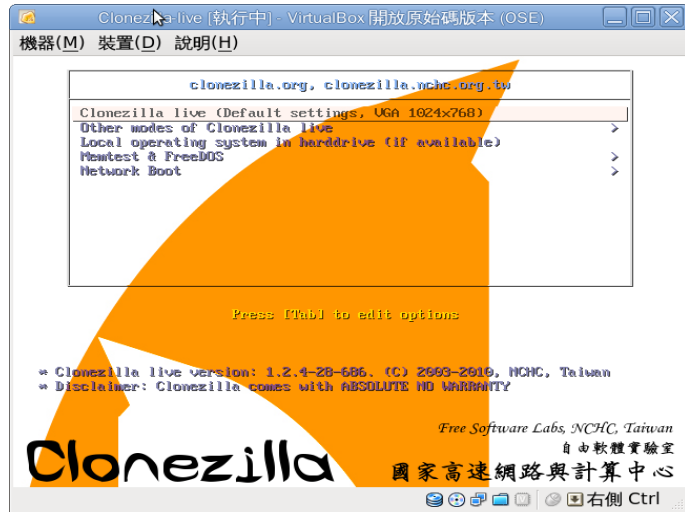 Clonezilla-live [執行中] - VirtualBox 開放原始碼版本 (OSE)
機器(M) 裝置(D) 說明(H)
clonezilla.org, clonezilla.nchc.org.tw
Clonezilla live (Default settings, VGA 1024x768)
Other modes of Clonezilla live >
Local operating system in harddrive (if available)
Memtest & FreeDOS >
Network Boot >
Press [Tab] to edit options
* Clonezilla live version: 1.2.4-28-686. (C) 2003-2010, NCHC, Taiwan
* Disclaimer: Clonezilla comes with ABSOLUTE NO WARRANTY
Free Software Labs, NCHC, Taiwan
自由軟體實驗室
Clonezilla
國家高速網路與計算中心
右側 Ctrl